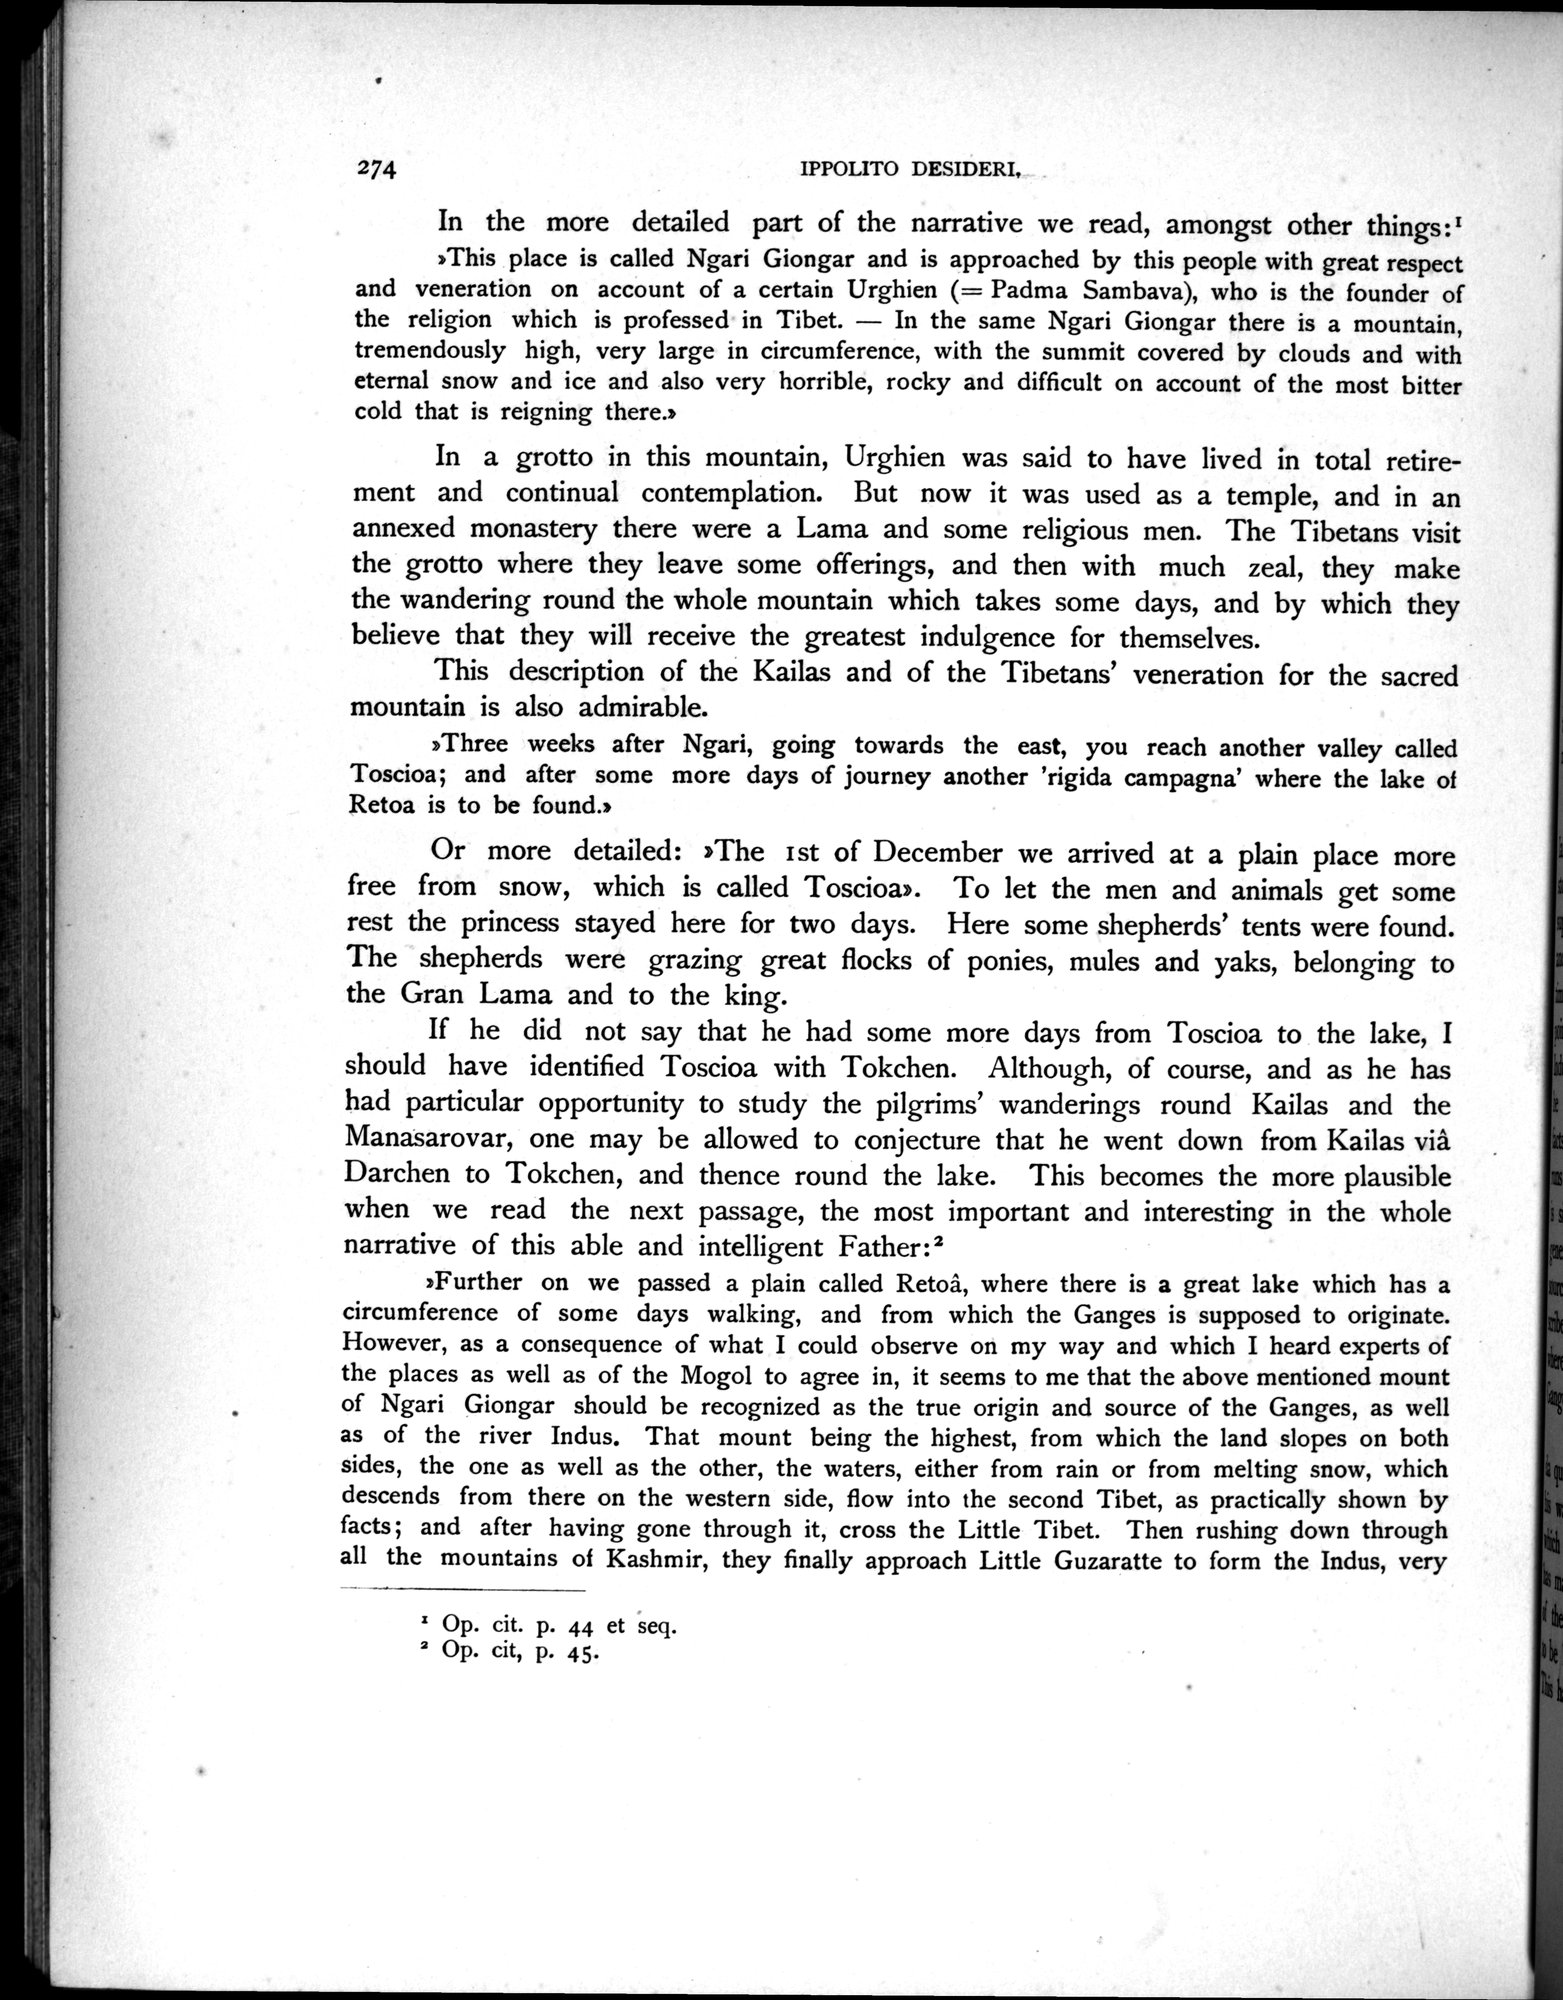 274
IPPOLITO DESIDERI,
In the more detailed part of the narrative we read, amongst other things:¹
»This place is called Ngari Giongar and is approached by this people with great respect
and veneration on account of a certain Urghien (= Padma Sambava), who is the founder of
the religion which is professed in Tibet. — In the same Ngari Giongar there is a mountain,
tremendously high, very large in circumference, with the summit covered by clouds and with
eternal snow and ice and also very horrible, rocky and difficult on account of the most bitter
cold that is reigning there.»
In a grotto in this mountain, Urghien was said to have lived in total retire-
ment and continual contemplation. But now it was used as a temple, and in an
annexed monastery there were a Lama and some religious men. The Tibetans visit
the grotto where they leave some offerings, and then with much zeal, they make
the wandering round the whole mountain which takes some days, and by which they
believe that they will receive the greatest indulgence for themselves.
This description of the Kailas and of the Tibetans’ veneration for the sacred
mountain is also admirable.
»Three weeks after Ngari, going towards the east, you reach another valley called
Toscioa; and after some more days of journey another ’rigida campagna’ where the lake of
Retoa is to be found.»
Or more detailed: »The 1st of December we arrived at a plain place more
free from snow, which is called Toscioa». To let the men and animals get some
rest the princess stayed here for two days. Here some shepherds’ tents were found.
The shepherds were grazing great flocks of ponies, mules and yaks, belonging to
the Gran Lama and to the king.
If he did not say that he had some more days from Toscioa to the lake, I
should have identified Toscioa with Tokchen. Although, of course, and as he has
had particular opportunity to study the pilgrims’ wanderings round Kailas and the
Manasarovar, one may be allowed to conjecture that he went down from Kailas viâ
Darchen to Tokchen, and thence round the lake. This becomes the more plausible
when we read the next passage, the most important and interesting in the whole
narrative of this able and intelligent Father:²
»Further on we passed a plain called Retoâ, where there is a great lake which has a
circumference of some days walking, and from which the Ganges is supposed to originate.
However, as a consequence of what I could observe on my way and which I heard experts of
the places as well as of the Mogol to agree in, it seems to me that the above mentioned mount
of Ngari Giongar should be recognized as the true origin and source of the Ganges, as well
as of the river Indus. That mount being the highest, from which the land slopes on both
sides, the one as well as the other, the waters, either from rain or from melting snow, which
descends from there on the western side, flow into the second Tibet, as practically shown by
facts; and after having gone through it, cross the Little Tibet. Then rushing down through
all the mountains of Kashmir, they finally approach Little Guzaratte to form the Indus, very
¹ Op. cit. p. 44 et seq.
² Op. cit, p. 45.